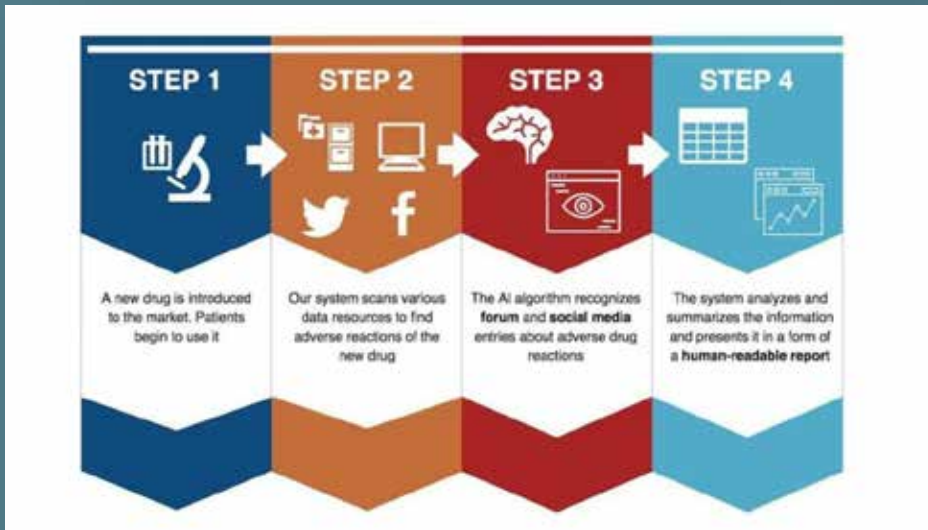 STEP 1
A new drug is introduced
to the market. Patients
begin to use it
STEP 2
Our system scans various
data resources to find
adverse reactions of the
new drug
STEP 3
The AI algorithm recognizes
forum and social media
entries about adverse drug
reactions
STEP 4
The system analyzes and
summarizes the information
and presents it in a form of
a human-readable report